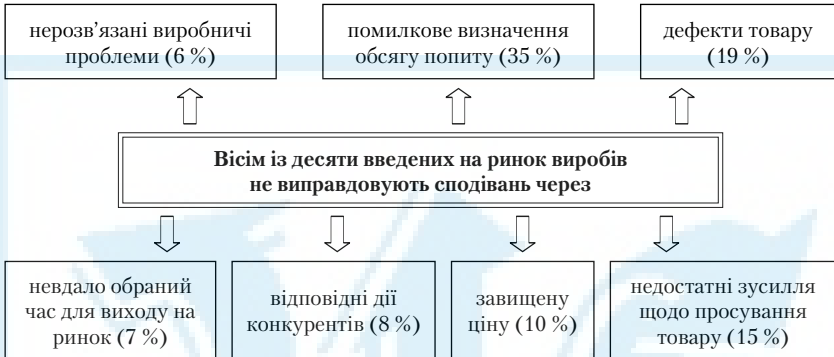 нерозв'язані виробничі
проблеми (6 %)
помилкове визначення
обсягу попиту (35 %)
дефекти товару
(19 %)
Вісім із десяти введених на ринок виробів
не виправдовують сподівань через
невдало обраний
час для виходу на
ринок (7 %)
відповідні дії
конкурентів (8 %)
завищену
ціну (10 %)
недостатні зусилля
щодо просування
товару (15 %)